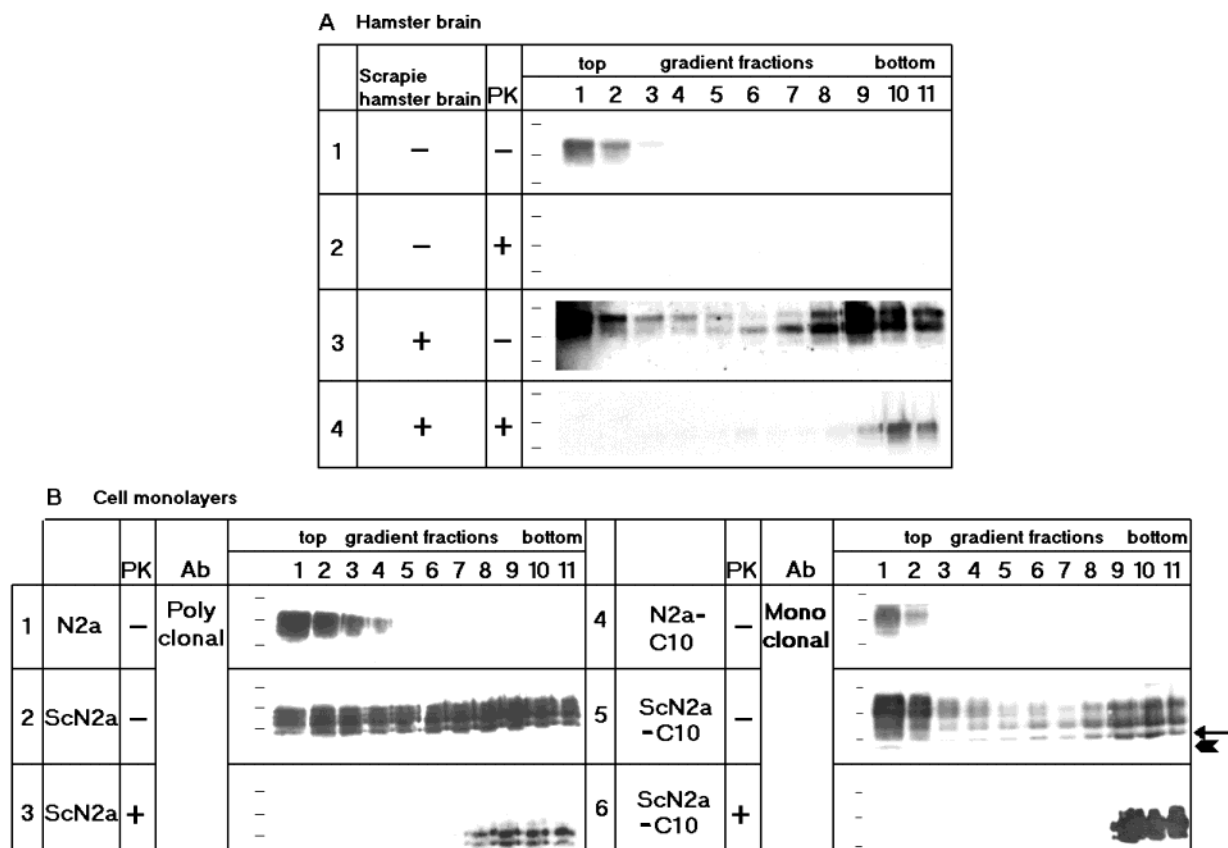 A Hamster brain
Scrapie hamster brain PK top gradient fractions bottom
1 2 3 4 5 6 7 8 9 10 11
1 − −
2 − +
3 + −
4 + +
B Cell monolayers
PK Ab top gradient fractions bottom
1 2 3 4 5 6 7 8 9 10 11
1 N2a − Poly clonal
2 ScN2a −
3 ScN2a +
PK Ab top gradient fractions bottom
1 2 3 4 5 6 7 8 9 10 11
4 N2a-C10 − Mono clonal
5 ScN2a-C10 −
6 ScN2a-C10 +